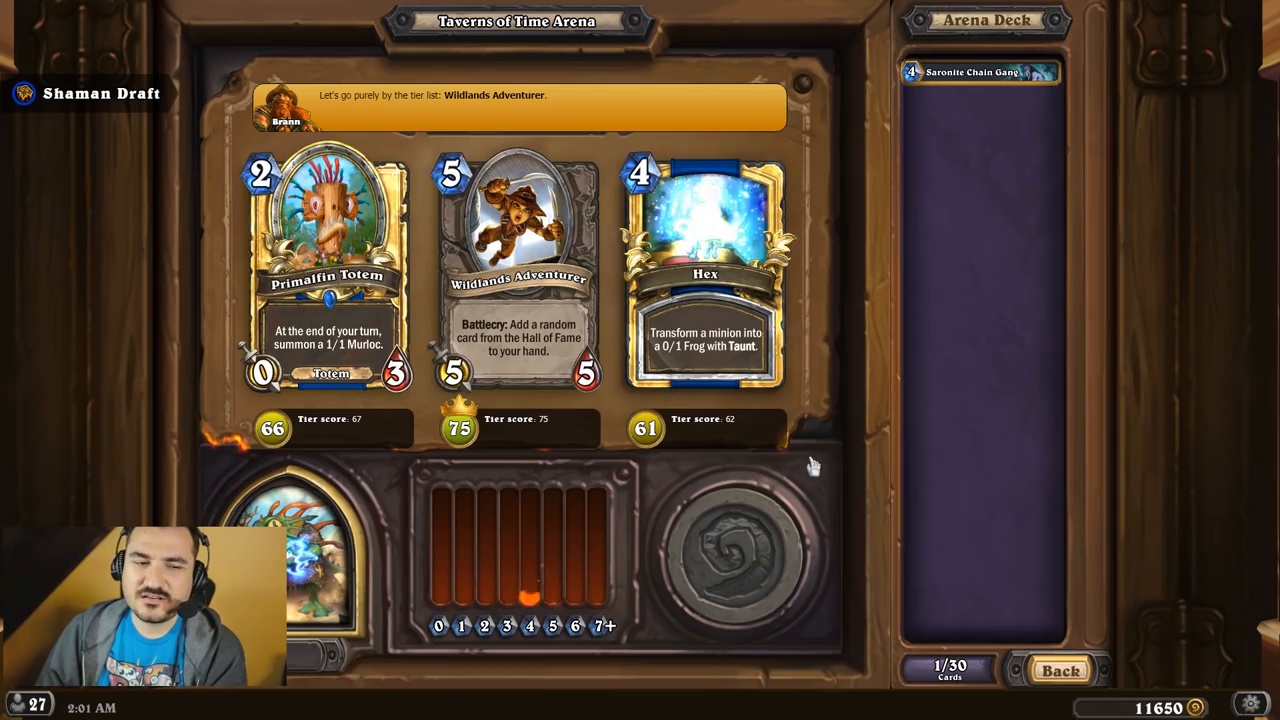 Taverns of Time Arena
Arena Deck
4 Saronite Chain Gang
Shaman Draft
Let's go purely by the tier list: Wildlands Adventurer.
Brann
2
5
4
Primalfin Totem
Wildlands Adventurer
Hex
At the end of your turn,
summon a 1/1 Murloc.
Battlecry: Add a random
card from the Hall of Fame
to your hand.
Transform a minion into
a 0/1 Frog with Taunt.
0
Totem
3
5
5
66
Tier score: 67
75
Tier score: 75
61
Tier score: 62
0 1 2 3 4 5 6 7+
1/30
Cards
Back
27
2:01 AM
11650